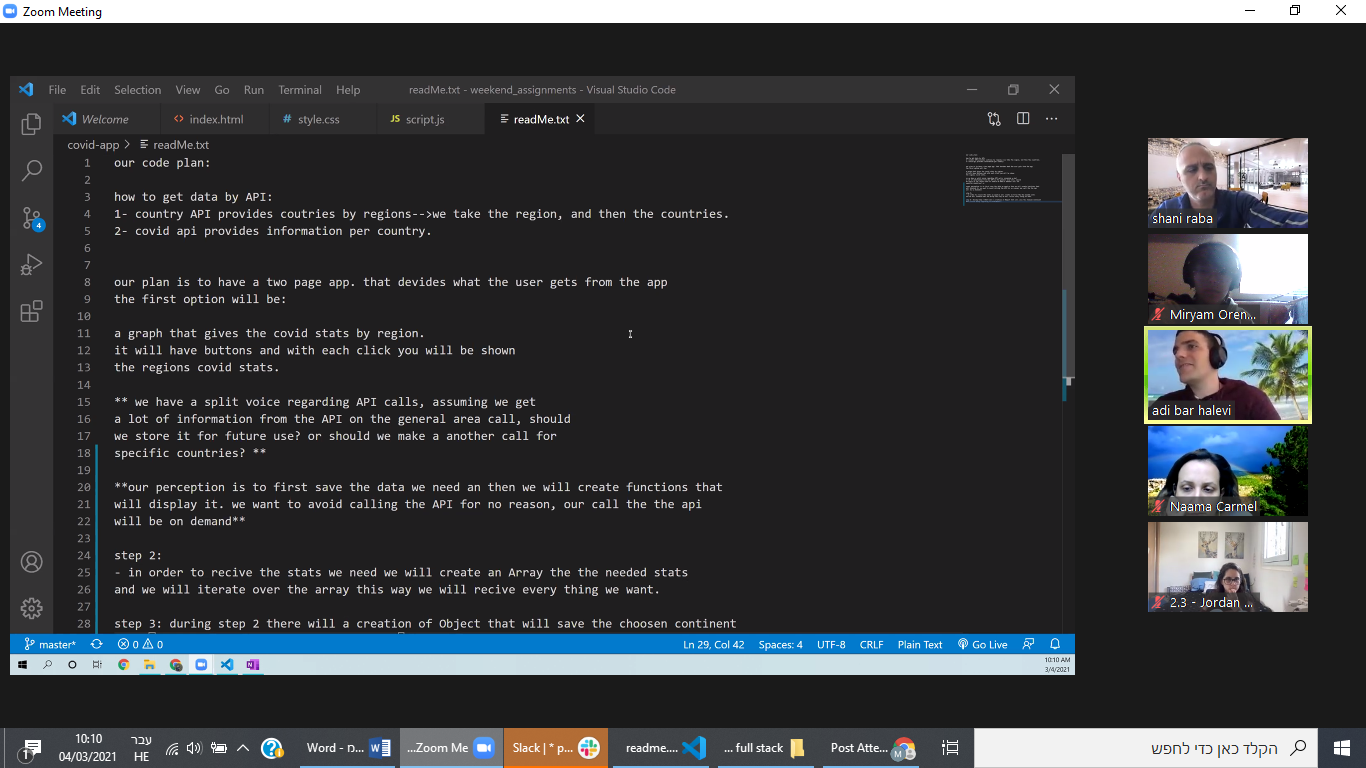 Zoom Meeting
File Edit Selection View Go Run Terminal Help
readMe.txt - weekend_assignments - Visual Studio Code
Welcome
index.html
style.css
JS script.js
readMe.txt
covid-app > readMe.txt
1 our code plan:
2
3 how to get data by API:
4 1- country API provides coutries by regions-->we take the region, and then the countries.
5 2- covid api provides information per country.
6
7
8 our plan is to have a two page app. that devides what the user gets from the app
9 the first option will be:
10
11 a graph that gives the covid stats by region.
12 it will have buttons and with each click you will be shown
13 the regions covid stats.
14
15 ** we have a split voice regarding API calls, assuming we get
16 a lot of information from the API on the general area call, should
17 we store it for future use? or should we make a another call for
18 specific countries? **
19
20 **our perception is to first save the data we need an then we will create functions that
21 will display it. we want to avoid calling the API for no reason, our call the the api
22 will be on demand**
23
24 step 2:
25 - in order to recive the stats we need we will create an Array the the needed stats
26 and we will iterate over the array this way we will recive every thing we want.
27
28 step 3: during step 2 there will a creation of Object that will save the choosen continent
4
master*
0 0
Ln 29, Col 42
Spaces: 4
UTF-8
CRLF
Plain Text
Go Live
10:10 AM
3/4/2021
shani raba
Miryam Oren...
adi bar halevi
Naama Carmel
2.3 - Jordan ...
1
10:10
04/03/2021
עבר
HE
Word - מ...
...Zoom Me
Slack | * p...
readme....
... full stack
Post Atte...
הקלד כאן כדי לחפש